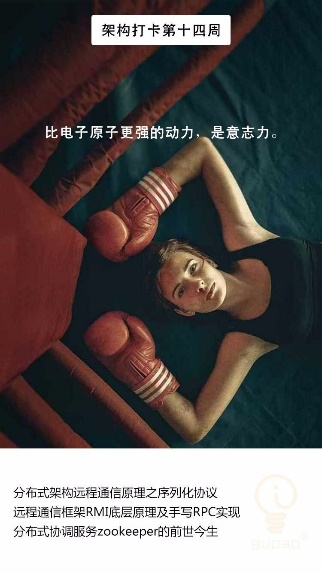 架构打卡第十四周
比电子原子更强的动力，是意志力。
分布式架构远程通信原理之序列化协议
远程通信框架RMI底层原理及手写RPC实现
分布式协调服务zookeeper的前世今生